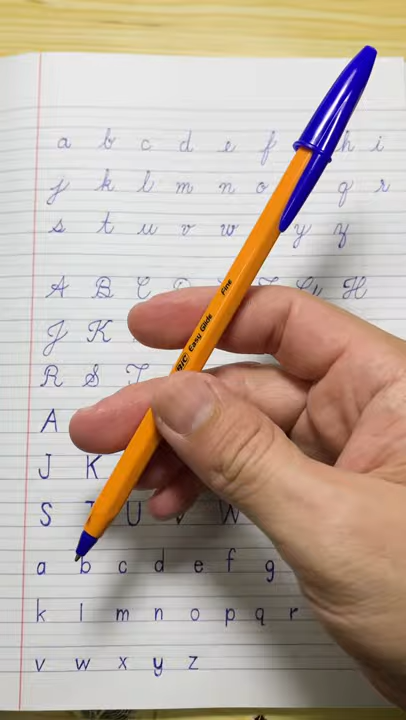 a b c d e f h i
j k l m n o q r
s t u v w y z
A B C D H
J K
R S T
A
J K
S T U V W
a b c d e f g
k l m n o p q r
v w x y z
BIC Easy Glide Fine